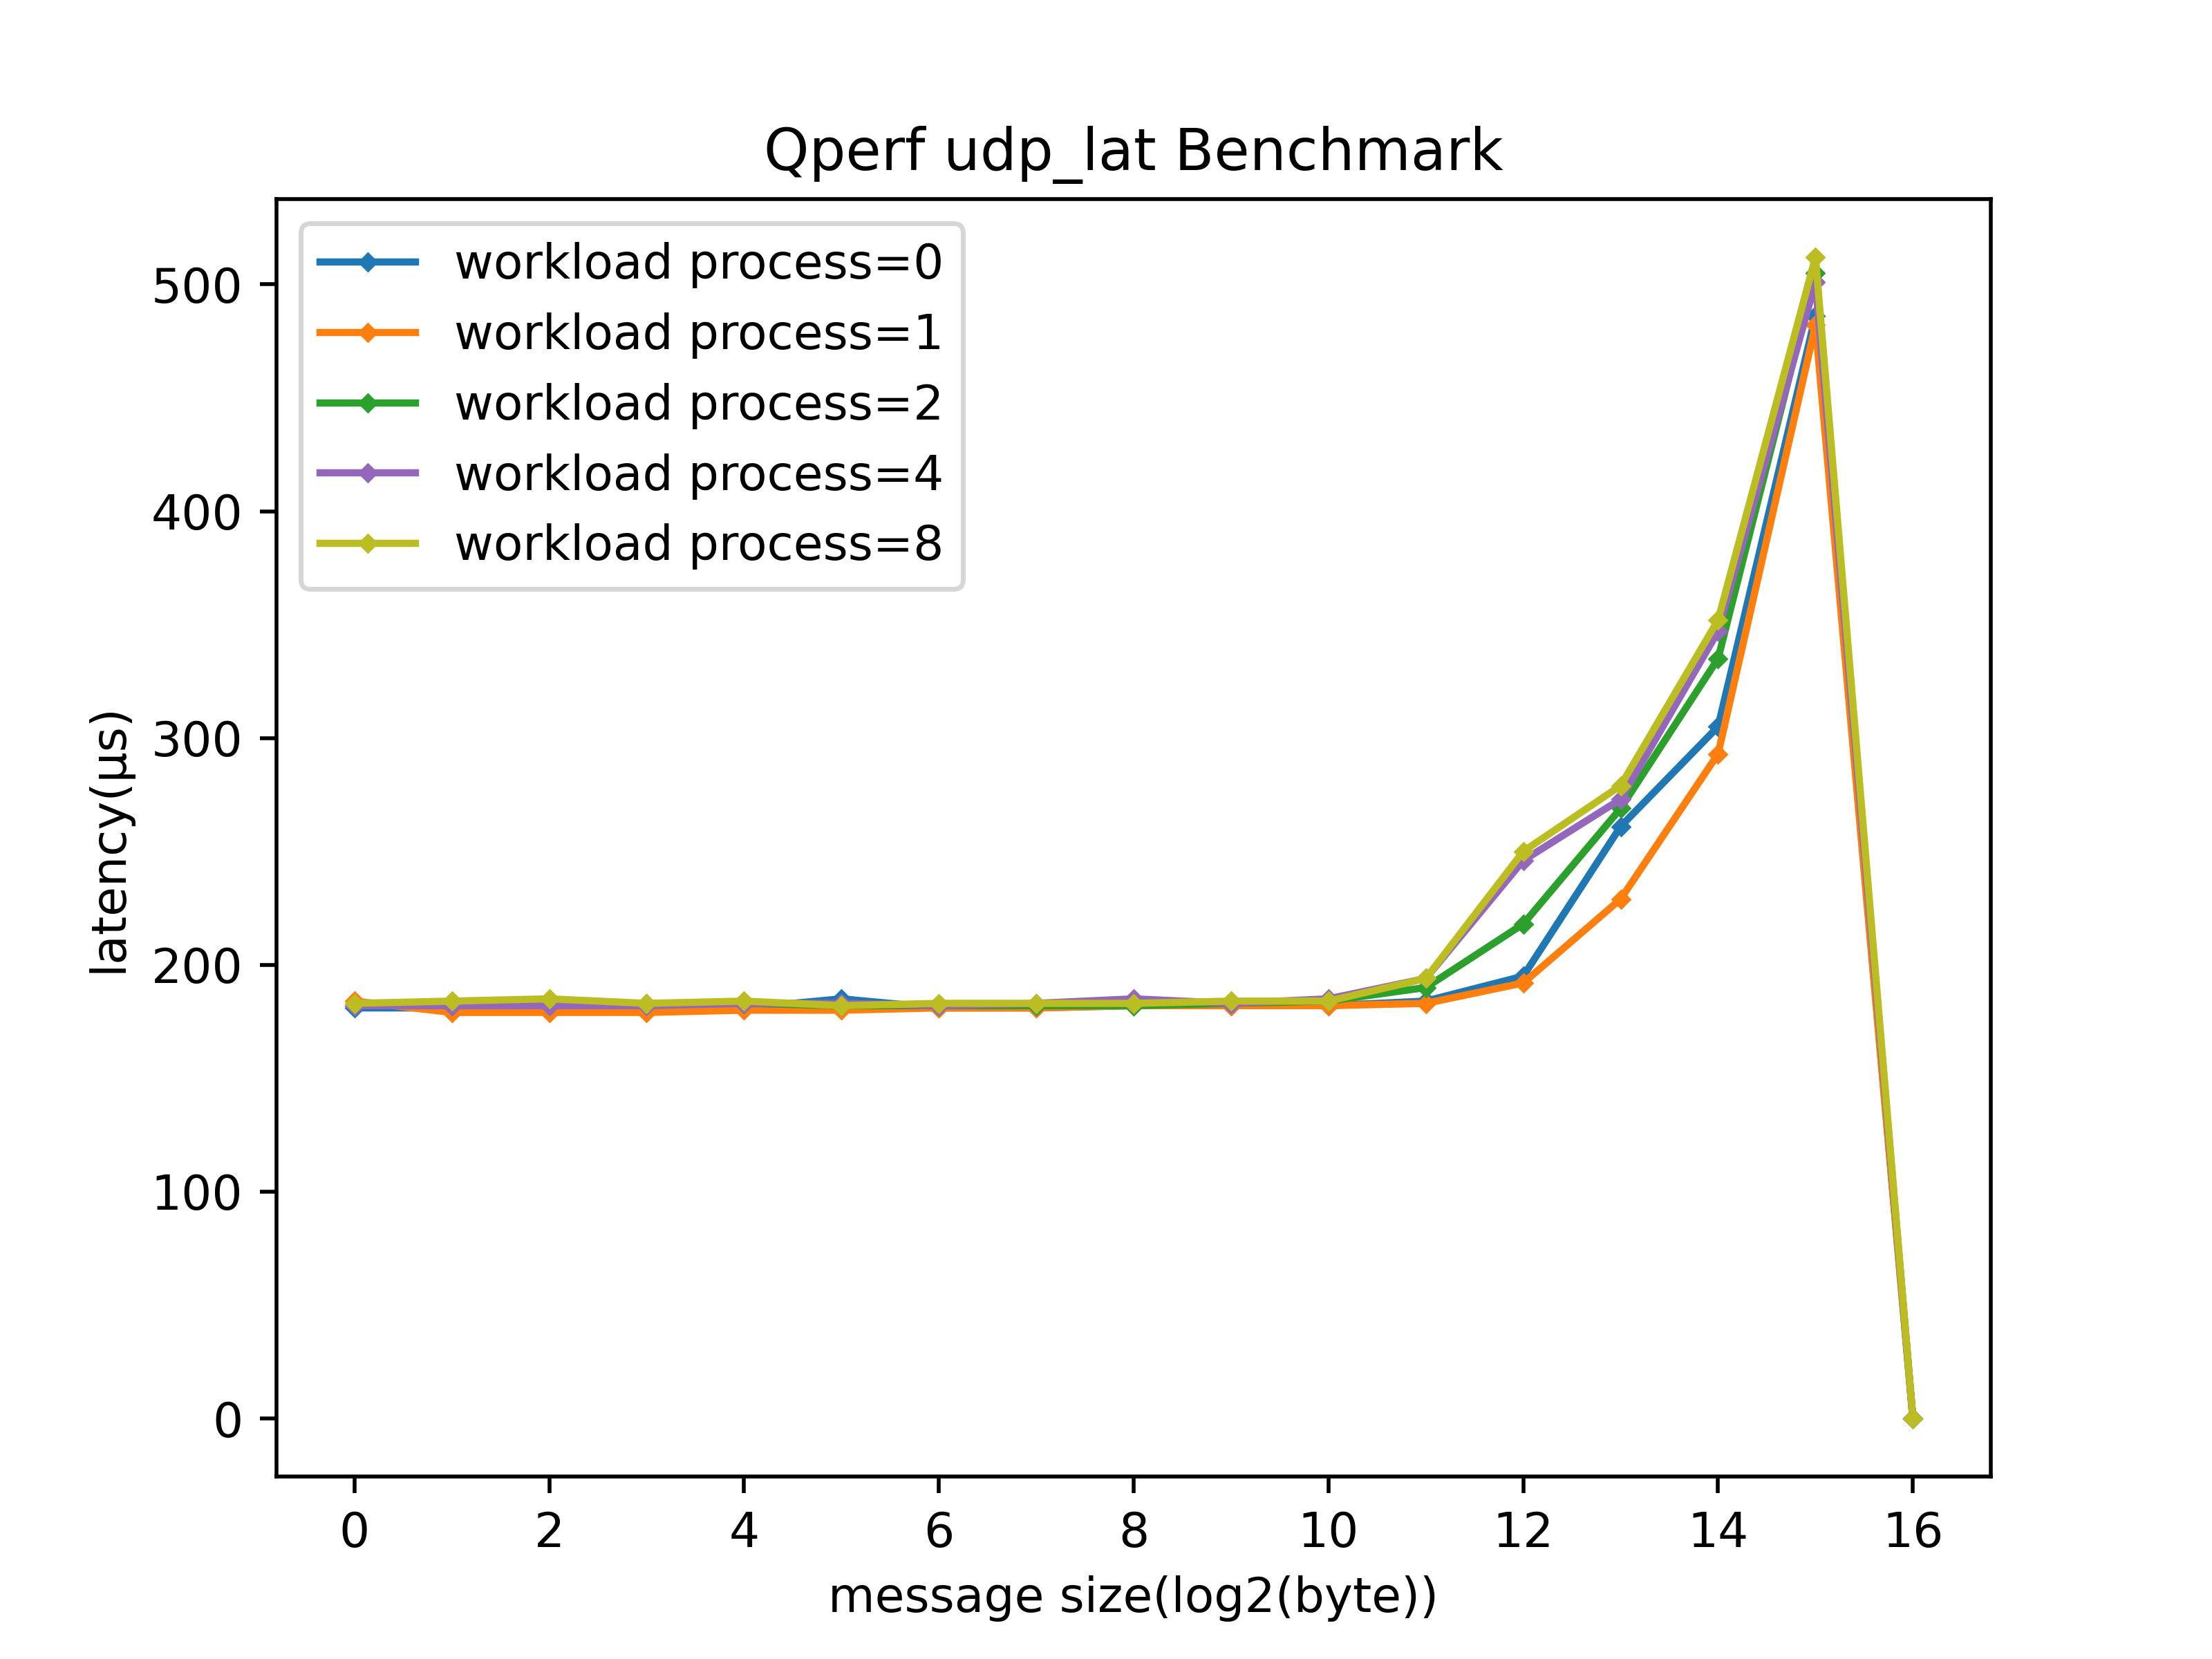 Qperf udp_lat Benchmark
workload process=0
workload process=1
workload process=2
workload process=4
workload process=8
500
400
300
200
100
0
latency(μs)
0 2 4 6 8 10 12 14 16
message size(log2(byte))